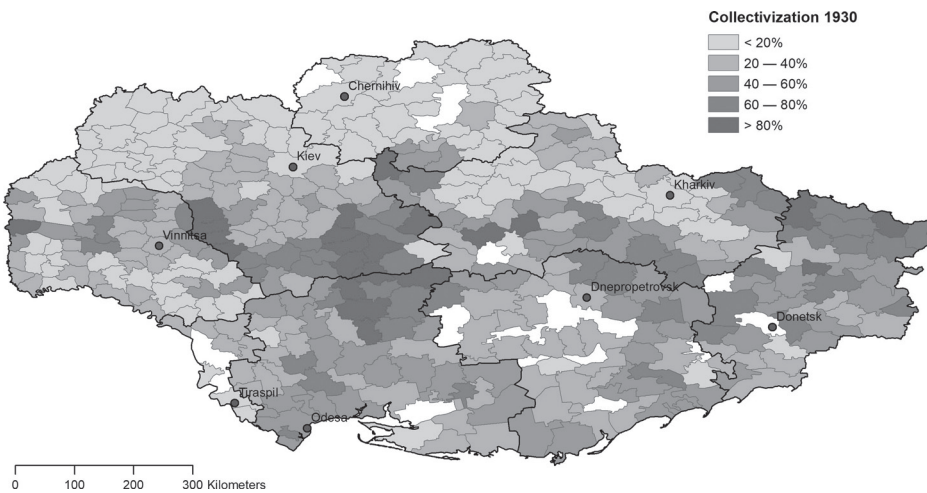 Collectivization 1930
< 20%
20 — 40%
40 — 60%
60 — 80%
> 80%
Chernihiv
Kiev
Kharkiv
Vinnitsa
Dnepropetrovsk
Donetsk
Tiraspil
Odesa
0 100 200 300 Kilometers